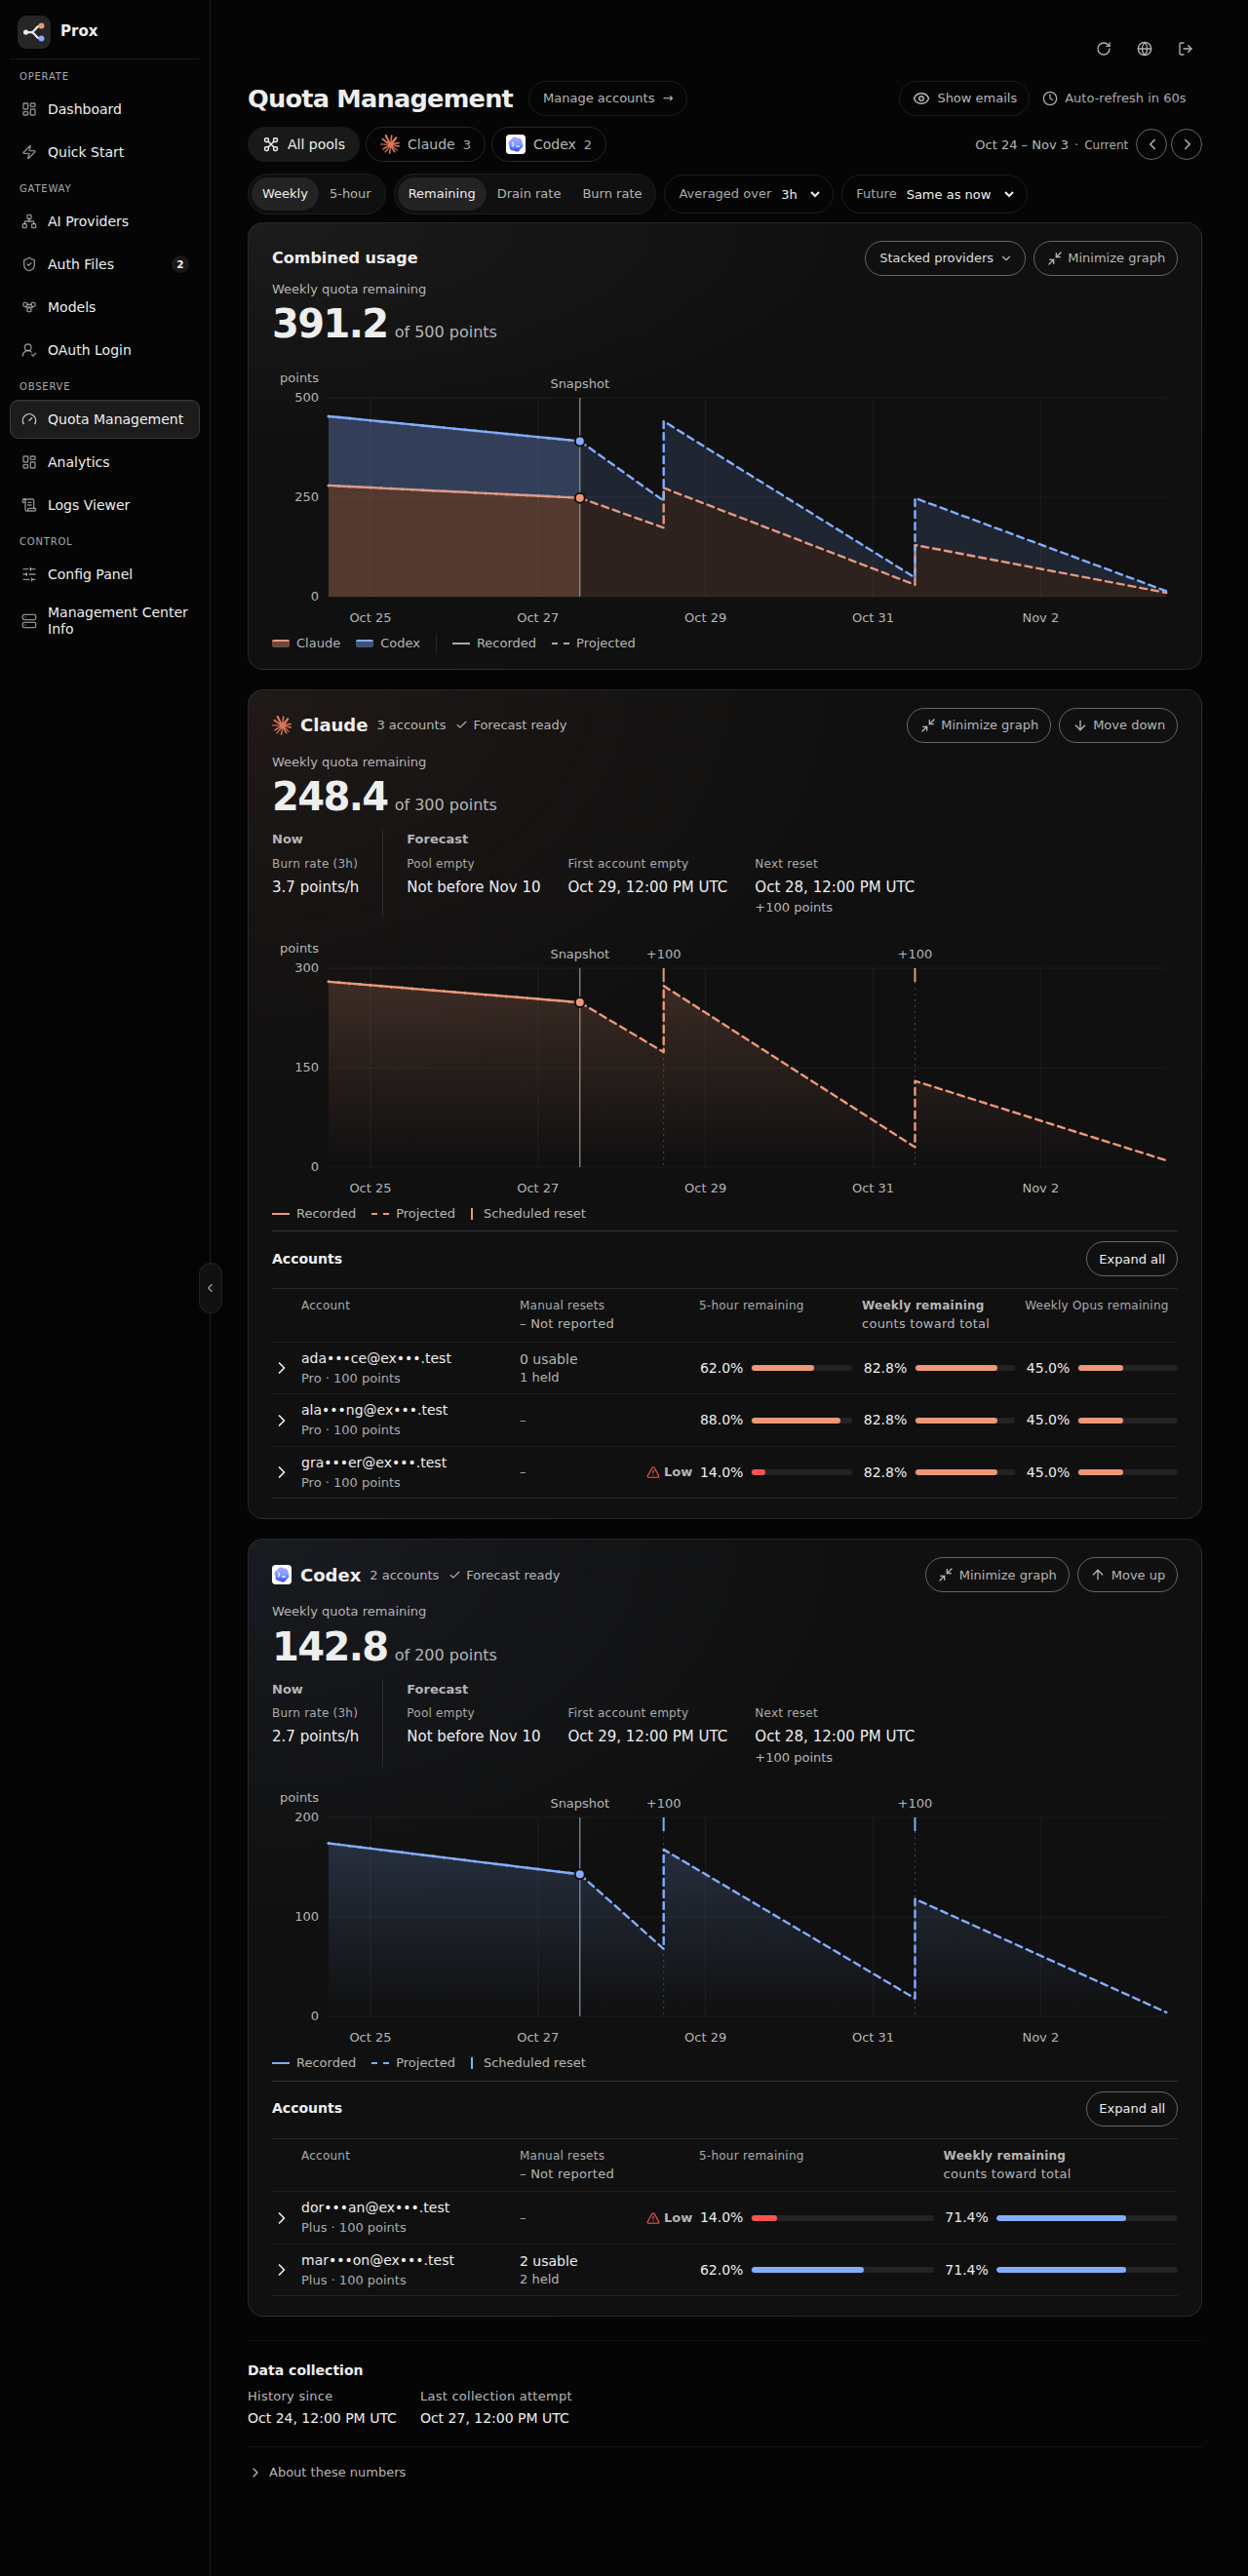 Prox
OPERATE
Dashboard
Quick Start
GATEWAY
AI Providers
Auth Files 2
Models
OAuth Login
OBSERVE
Quota Management
Analytics
Logs Viewer
CONTROL
Config Panel
Management Center
Info
Quota Management Manage accounts → Show emails Auto-refresh in 60s
All pools Claude 3 Codex 2 Oct 24 – Nov 3 · Current
Weekly 5-hour Remaining Drain rate Burn rate Averaged over 3h Future Same as now
Combined usage Stacked providers Minimize graph
Weekly quota remaining
391.2 of 500 points
points
Snapshot
500
250
0
Oct 25 Oct 27 Oct 29 Oct 31 Nov 2
Claude Codex Recorded Projected
Claude 3 accounts Forecast ready Minimize graph Move down
Weekly quota remaining
248.4 of 300 points
Now Forecast
Burn rate (3h) Pool empty First account empty Next reset
3.7 points/h Not before Nov 10 Oct 29, 12:00 PM UTC Oct 28, 12:00 PM UTC
+100 points
points
Snapshot +100 +100
300
150
0
Oct 25 Oct 27 Oct 29 Oct 31 Nov 2
Recorded Projected Scheduled reset
Accounts Expand all
Account Manual resets 5-hour remaining Weekly remaining Weekly Opus remaining
– Not reported counts toward total
ada•••ce@ex•••.test 0 usable 62.0% 82.8% 45.0%
Pro · 100 points 1 held
ala•••ng@ex•••.test – 88.0% 82.8% 45.0%
Pro · 100 points
gra•••er@ex•••.test – Low 14.0% 82.8% 45.0%
Pro · 100 points
Codex 2 accounts Forecast ready Minimize graph Move up
Weekly quota remaining
142.8 of 200 points
Now Forecast
Burn rate (3h) Pool empty First account empty Next reset
2.7 points/h Not before Nov 10 Oct 29, 12:00 PM UTC Oct 28, 12:00 PM UTC
+100 points
points
Snapshot +100 +100
200
100
0
Oct 25 Oct 27 Oct 29 Oct 31 Nov 2
Recorded Projected Scheduled reset
Accounts Expand all
Account Manual resets 5-hour remaining Weekly remaining
– Not reported counts toward total
dor•••an@ex•••.test – Low 14.0% 71.4%
Plus · 100 points
mar•••on@ex•••.test 2 usable 62.0% 71.4%
Plus · 100 points 2 held
Data collection
History since Last collection attempt
Oct 24, 12:00 PM UTC Oct 27, 12:00 PM UTC
About these numbers